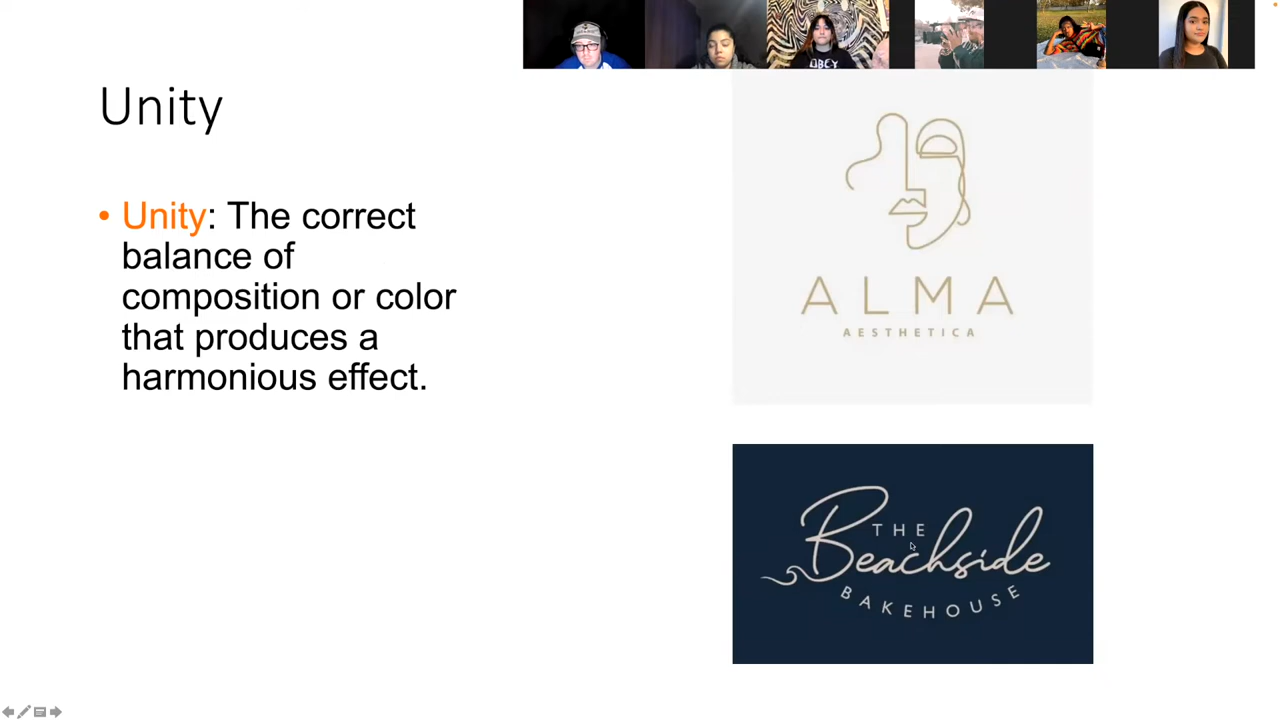 OBEY
Unity
• Unity: The correct
balance of
composition or color
that produces a
harmonious effect.
ALMA
AESTHETICA
THE
Beachside
BAKEHOUSE